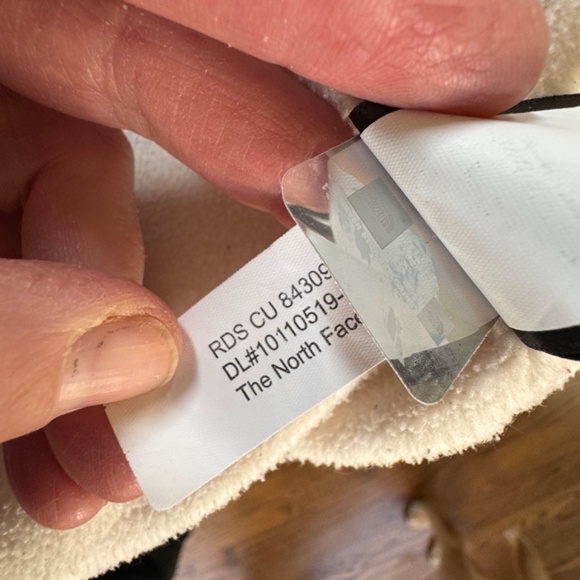 RDS CU 84309
DL#10110519-
The North Face